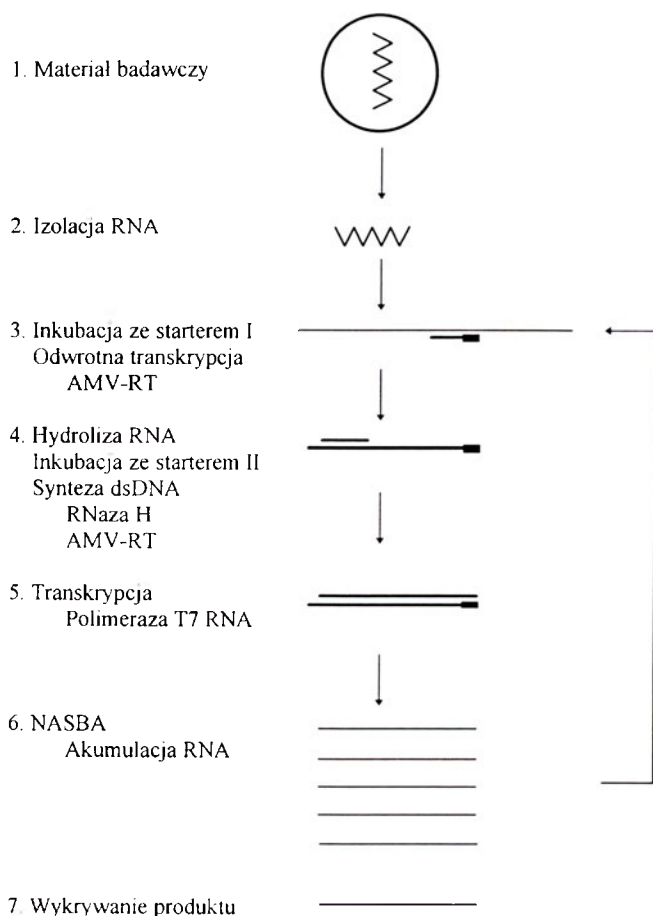 1. Materiał badawczy
2. Izolacja RNA
3. Inkubacja ze starterem I
Odwrotna transkrypcja
AMV-RT
4. Hydroliza RNA
Inkubacja ze starterem II
Synteza dsDNA
RNaza H
AMV-RT
5. Transkrypcja
Polimeraza T7 RNA
6. NASBA
Akumulacja RNA
7. Wykrywanie produktu